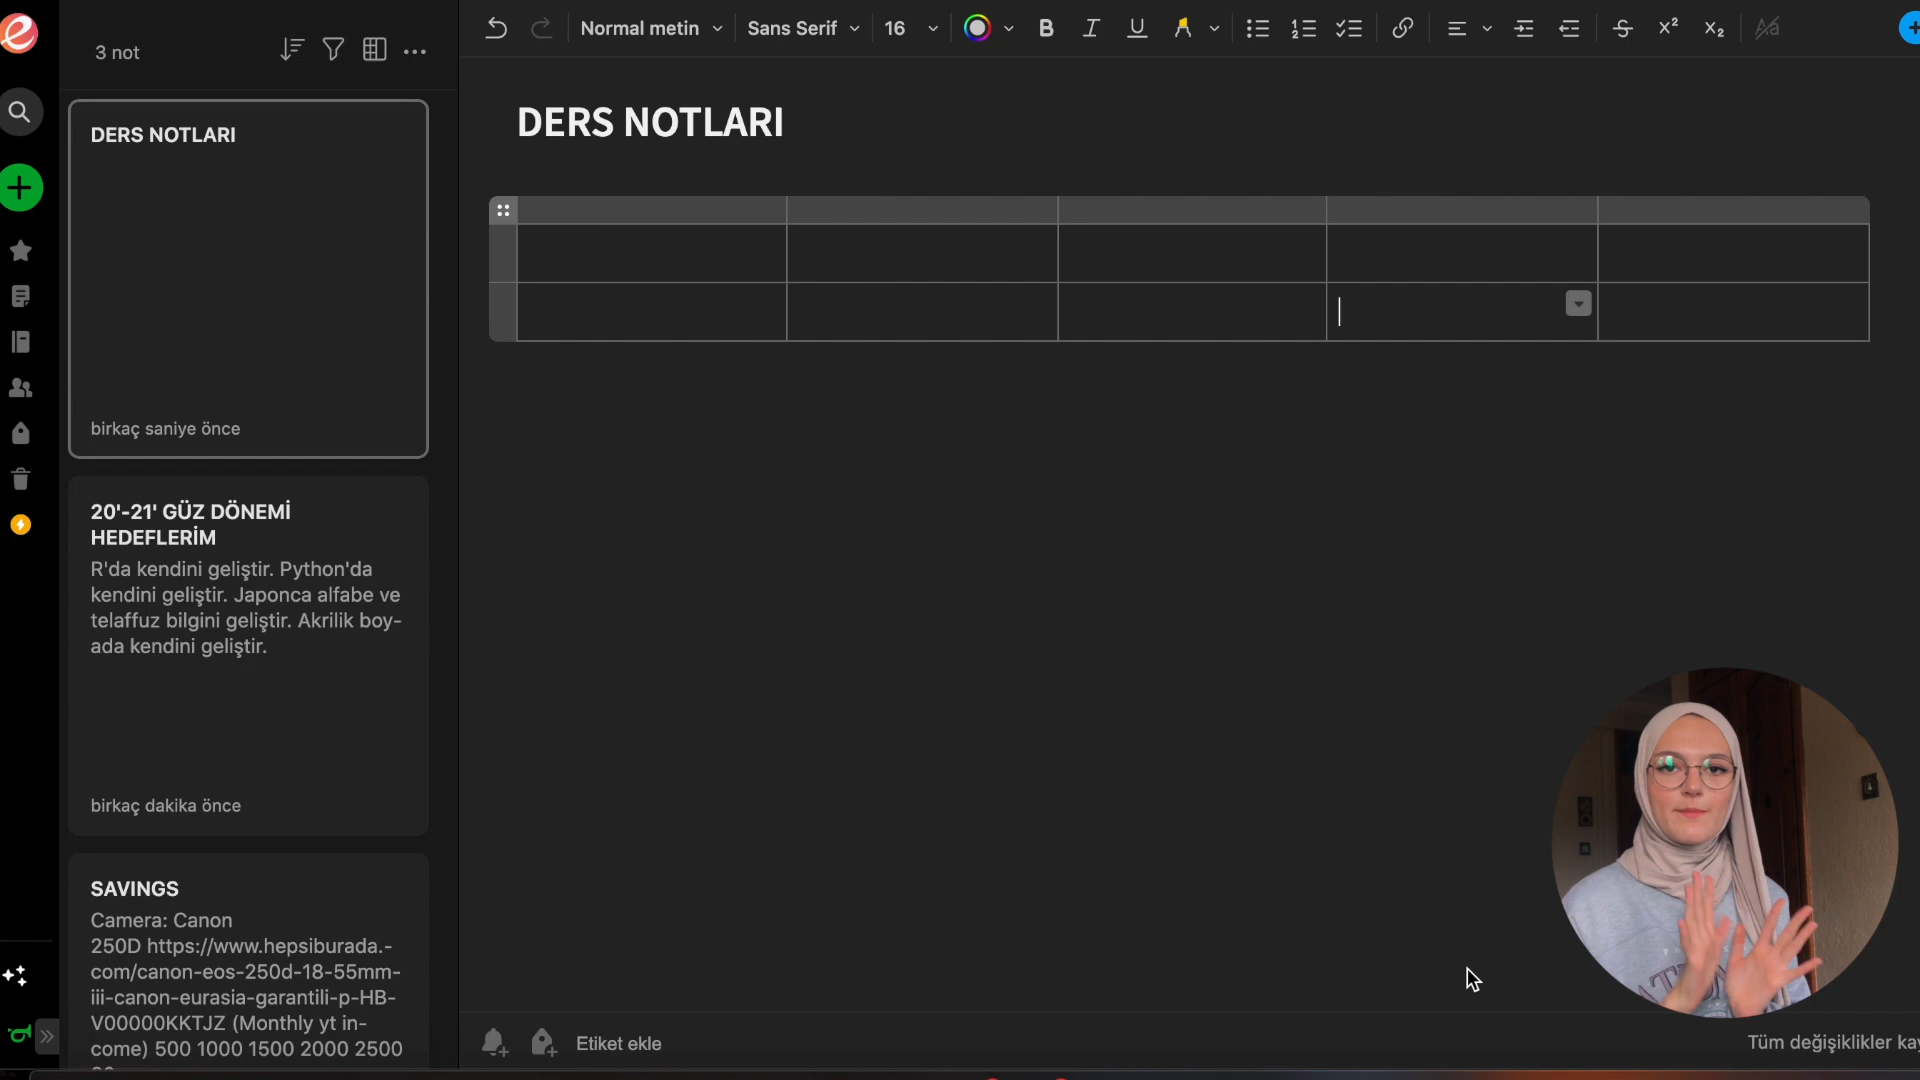 3 not
Normal metin
Sans Serif
16
DERS NOTLARI
birkaç saniye önce
20'-21' GÜZ DÖNEMİ
HEDEFLERİM
R'da kendini geliştir. Python'da
kendini geliştir. Japonca alfabe ve
telaffuz bilgini geliştir. Akrilik boy-
ada kendini geliştir.
birkaç dakika önce
SAVINGS
Camera: Canon
250D https://www.hepsiburada.-
com/canon-eos-250d-18-55mm-
iii-canon-eurasia-garantili-p-HB-
V00000KKTJZ (Monthly yt in-
come) 500 1000 1500 2000 2500
DERS NOTLARI
Etiket ekle
Tüm değişiklikler